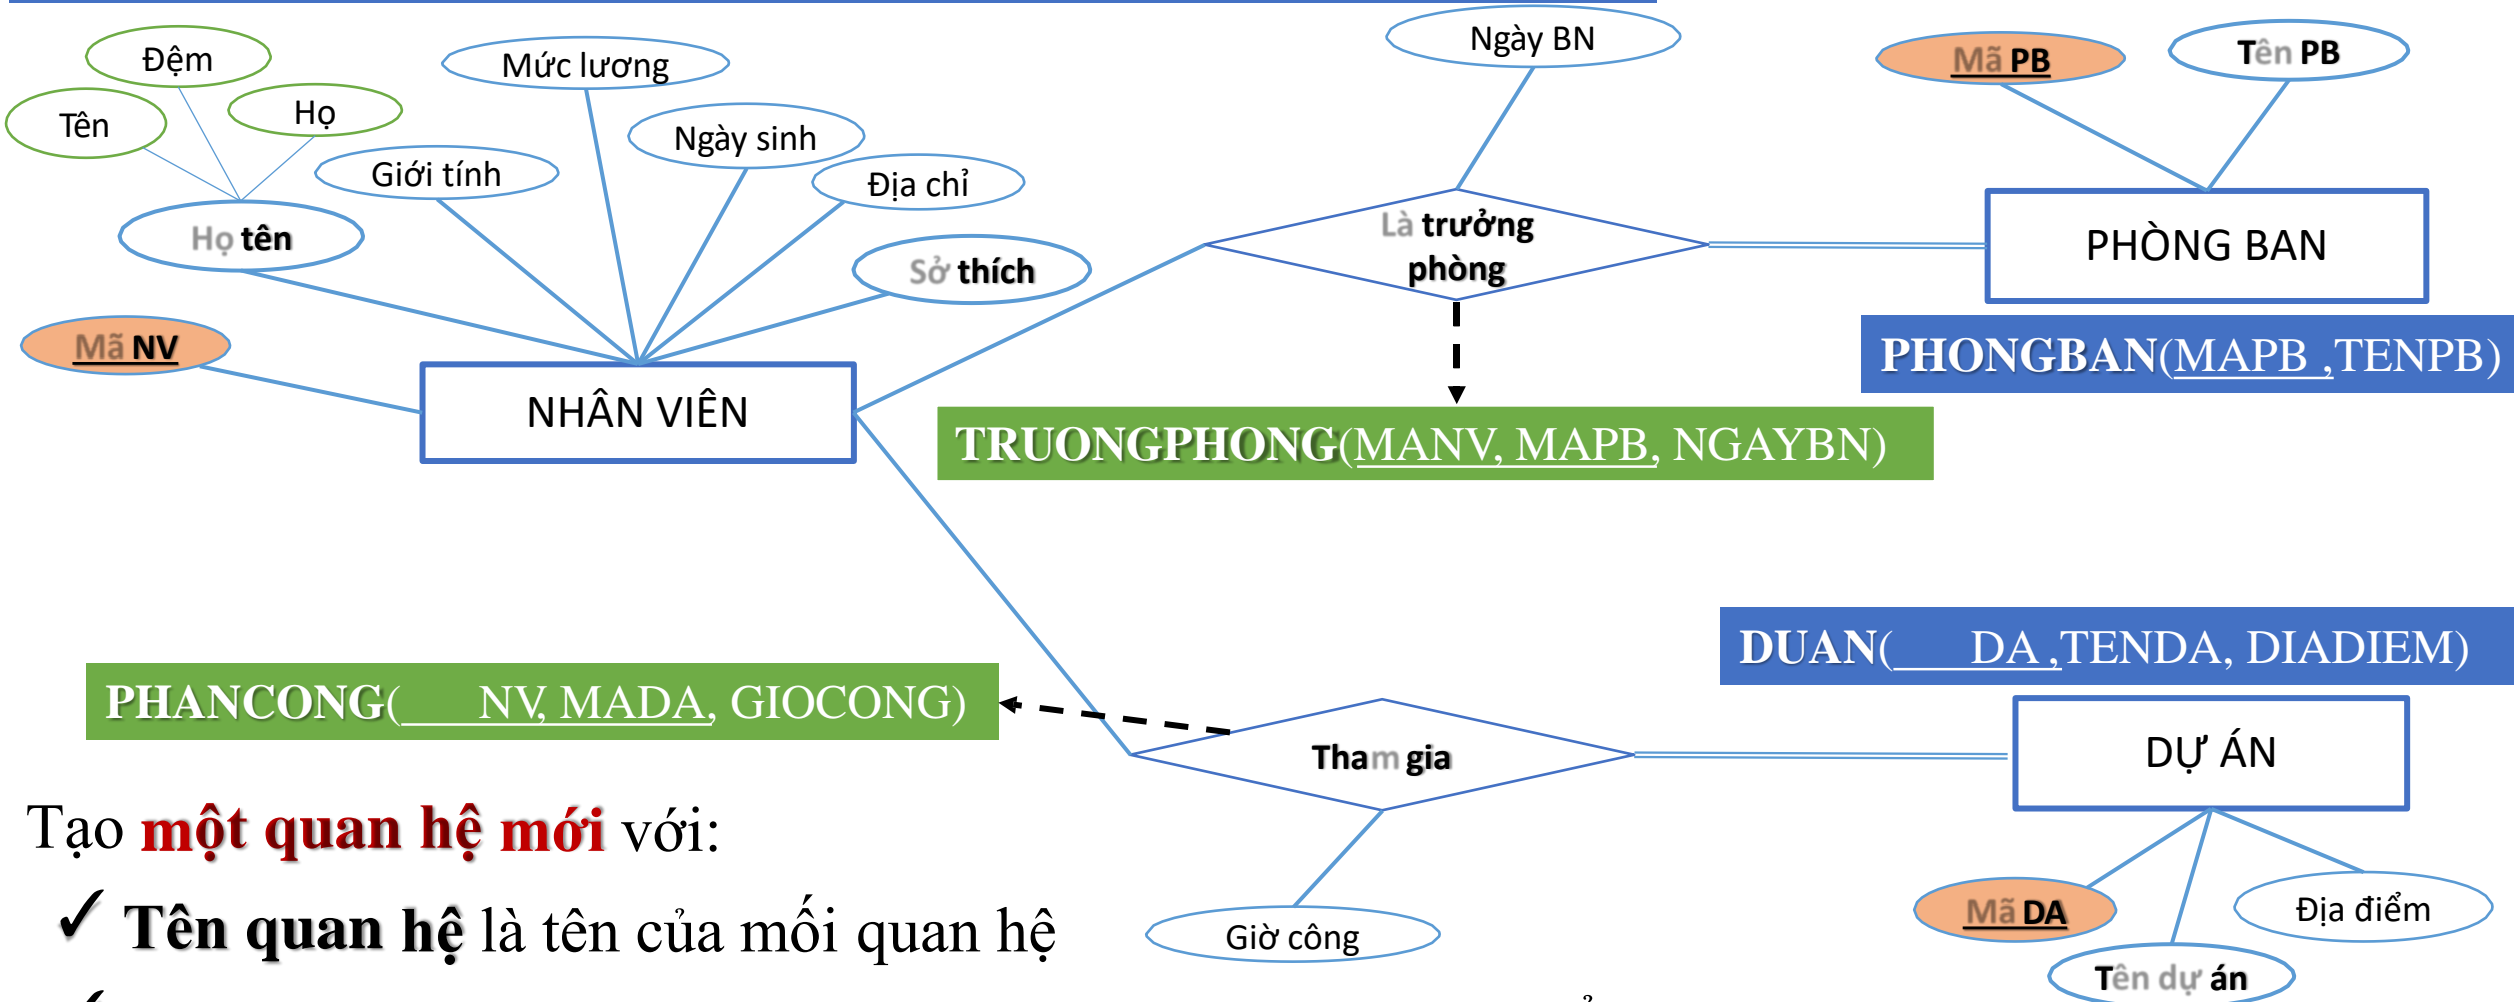 Ngày BN
Mã PB
Tên PB
Đệm
Mức lương
Tên
Họ
Ngày sinh
Giới tính
Địa chỉ
Họ tên
Là trưởng
phòng
PHÒNG BAN
Sở thích
Mã NV
NHÂN VIÊN
PHONGBAN(MAPB ,TENPB)
TRUONGPHONG(MANV, MAPB, NGAYBN)
DUAN( DA ,TENDA, DIADIEM)
PHANCONG( NV, MADA, GIOCONG)
Tham gia
DỰ ÁN
Tạo một quan hệ mới với:
✓ Tên quan hệ là tên của mối quan hệ
Giờ công
Mã DA
Địa điểm
Tên dự án